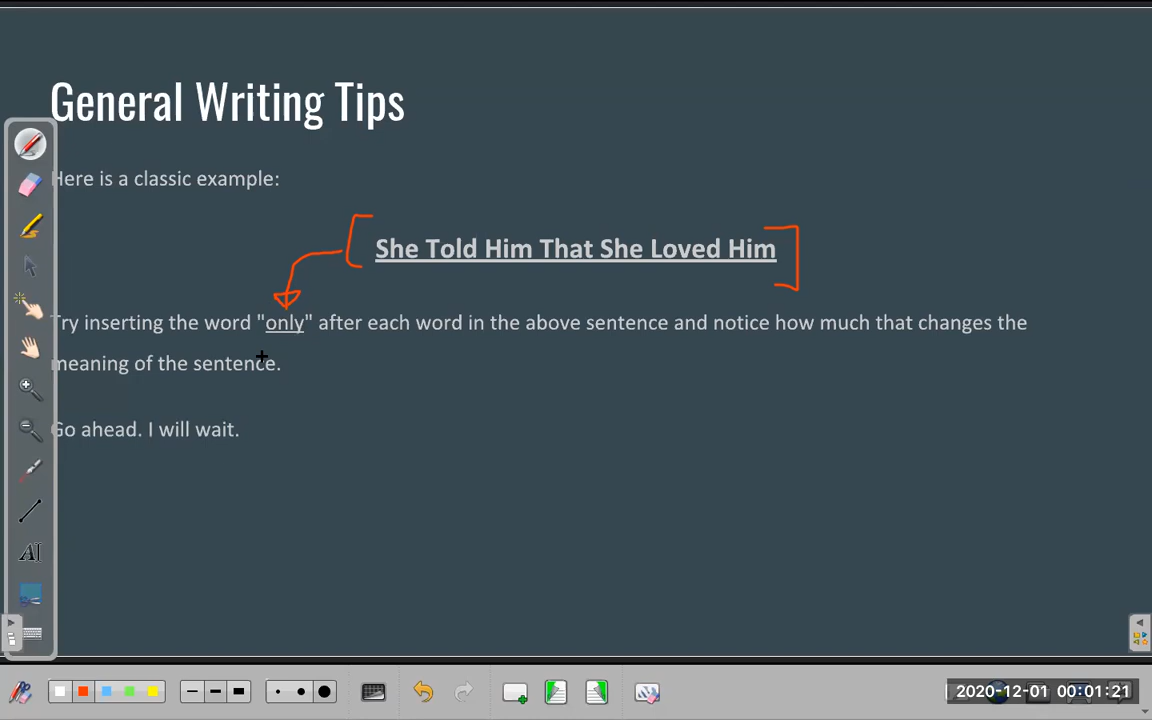 General Writing Tips
Here is a classic example:
She Told Him That She Loved Him
Try inserting the word "only" after each word in the above sentence and notice how much that changes the
meaning of the sentence.
Go ahead. I will wait.
AI
2020-12-01 00:01:21